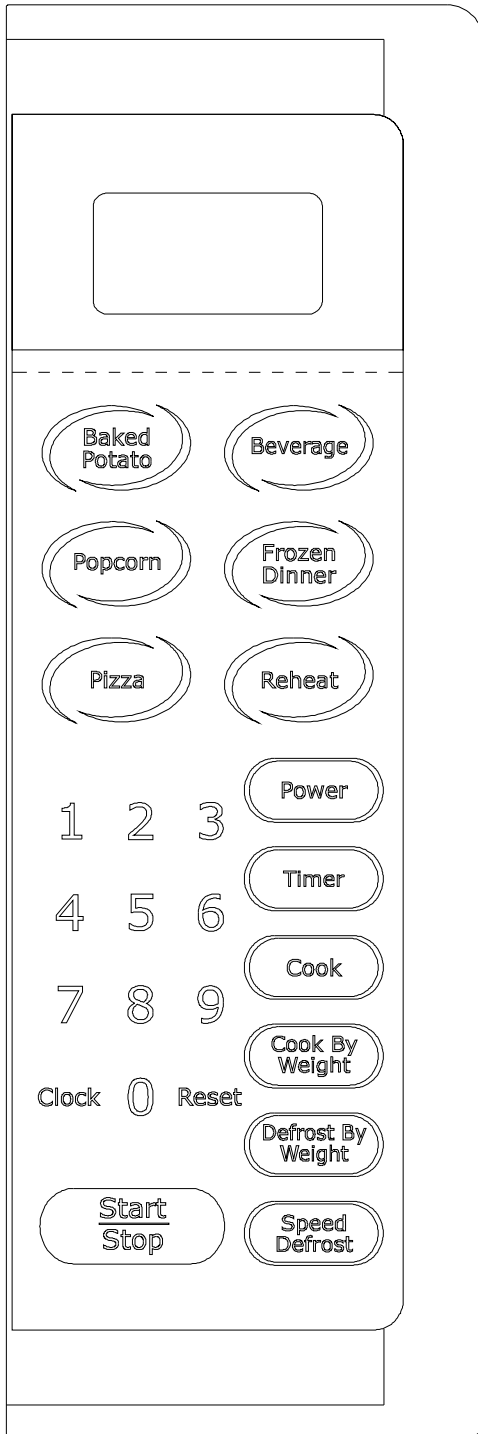 Baked
Potato
Beverage
Popcorn
Frozen
Dinner
Pizza
Reheat
Power
1 2 3
Timer
4 5 6
Cook
7 8 9
Cook By
Weight
Clock 0 Reset
Defrost By
Weight
Start
Stop
Speed
Defrost